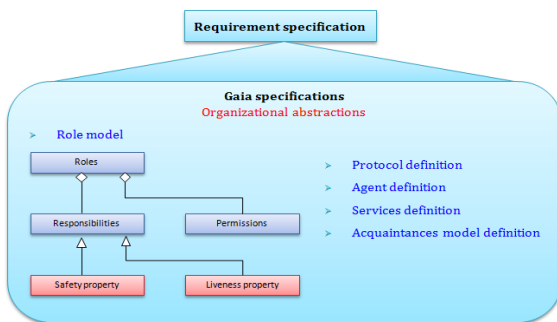 Requirement specification
Gaia specifications
Organizational abstractions
➢ Role model
Roles
Responsibilities
Permissions
Safety property
Liveness property
➢ Protocol definition
➢ Agent definition
➢ Services definition
➢ Acquaintances model definition